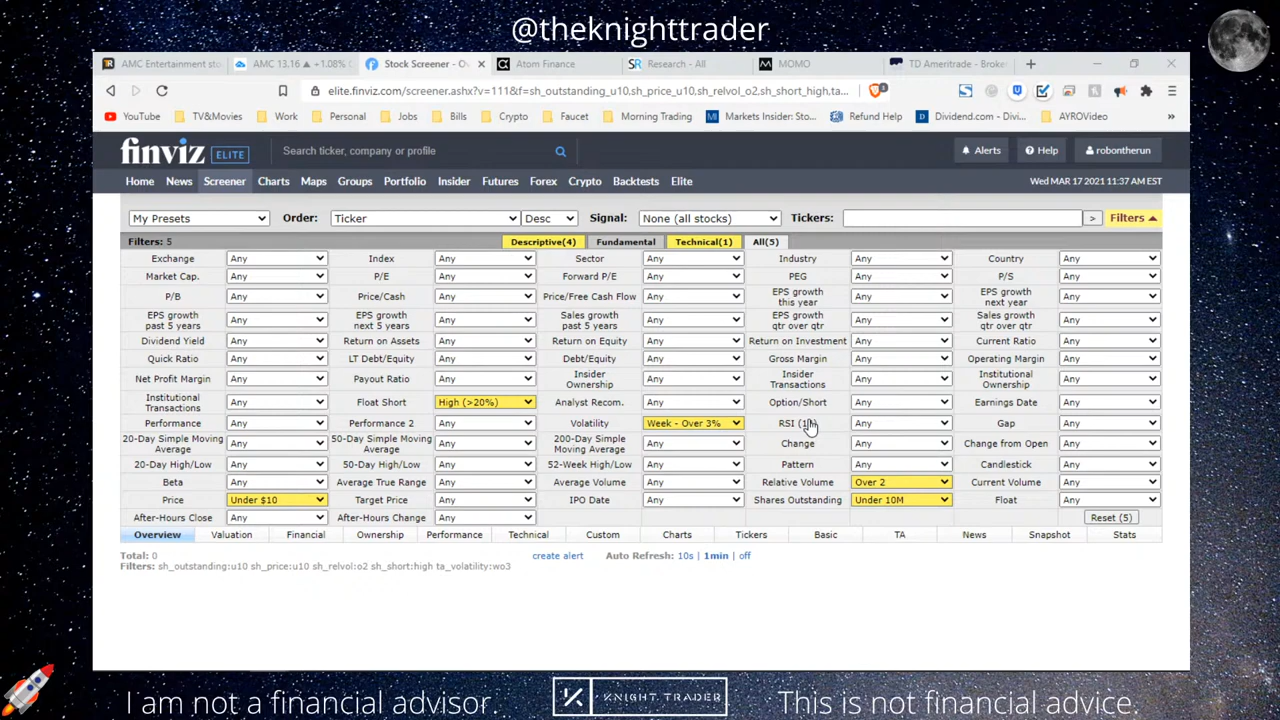 @theknighttrader
AMC Entertainment sto
AMC 13.16 ▲ +1.08% (
Stock Screener - Ov
Atom Finance
Research - All
MOMO
TD Ameritrade - Broker
elite.finviz.com/screener.ashx?v=111&f=sh_outstanding_u10,sh_price_u10,sh_relvol_o2,sh_short_high,ta...
YouTube TV&Movies Work Personal Jobs Bills Crypto Faucet Morning Trading Markets Insider: Sto... Refund Help Dividend.com - Divi... AYROVideo »
finviz ELITE Search ticker, company or profile Alerts Help robontherun
Home News Screener Charts Maps Groups Portfolio Insider Futures Forex Crypto Backtests Elite Wed MAR 17 2021 11:37 AM EST
My Presets Order: Ticker Desc Signal: None (all stocks) Tickers: > Filters
Filters: 5 Descriptive(4) Fundamental Technical(1) All(5)
Exchange Any Index Any Sector Any Industry Any Country Any
Market Cap. Any P/E Any Forward P/E Any PEG Any P/S Any
P/B Any Price/Cash Any Price/Free Cash Flow Any EPS growth this year Any EPS growth next year Any
EPS growth past 5 years Any EPS growth next 5 years Any Sales growth past 5 years Any EPS growth qtr over qtr Any Sales growth qtr over qtr Any
Dividend Yield Any Return on Assets Any Return on Equity Any Return on Investment Any Current Ratio Any
Quick Ratio Any LT Debt/Equity Any Debt/Equity Any Gross Margin Any Operating Margin Any
Net Profit Margin Any Payout Ratio Any Insider Ownership Any Insider Transactions Any Institutional Ownership Any
Institutional Transactions Any Float Short High (>20%) Analyst Recom. Any Option/Short Any Earnings Date Any
Performance Any Performance 2 Any Volatility Week - Over 3% RSI Any Gap Any
20-Day Simple Moving Average Any 50-Day Simple Moving Average Any 200-Day Simple Moving Average Any Change Any Change from Open Any
20-Day High/Low Any 50-Day High/Low Any 52-Week High/Low Any Pattern Any Candlestick Any
Beta Any Average True Range Any Average Volume Any Relative Volume Over 2 Current Volume Any
Price Under $10 Target Price Any IPO Date Any Shares Outstanding Under 10M Float Any
After-Hours Close Any After-Hours Change Any Reset (5)
Overview Valuation Financial Ownership Performance Technical Custom Charts Tickers Basic TA News Snapshot Stats
Total: 0 create alert Auto Refresh: 10s | 1min | off
Filters: sh_outstanding:u10 sh_price:u10 sh_relvol:o2 sh_short:high ta_volatility:wo3
I am not a financial advisor. KNIGHT TRADER This is not financial advice.